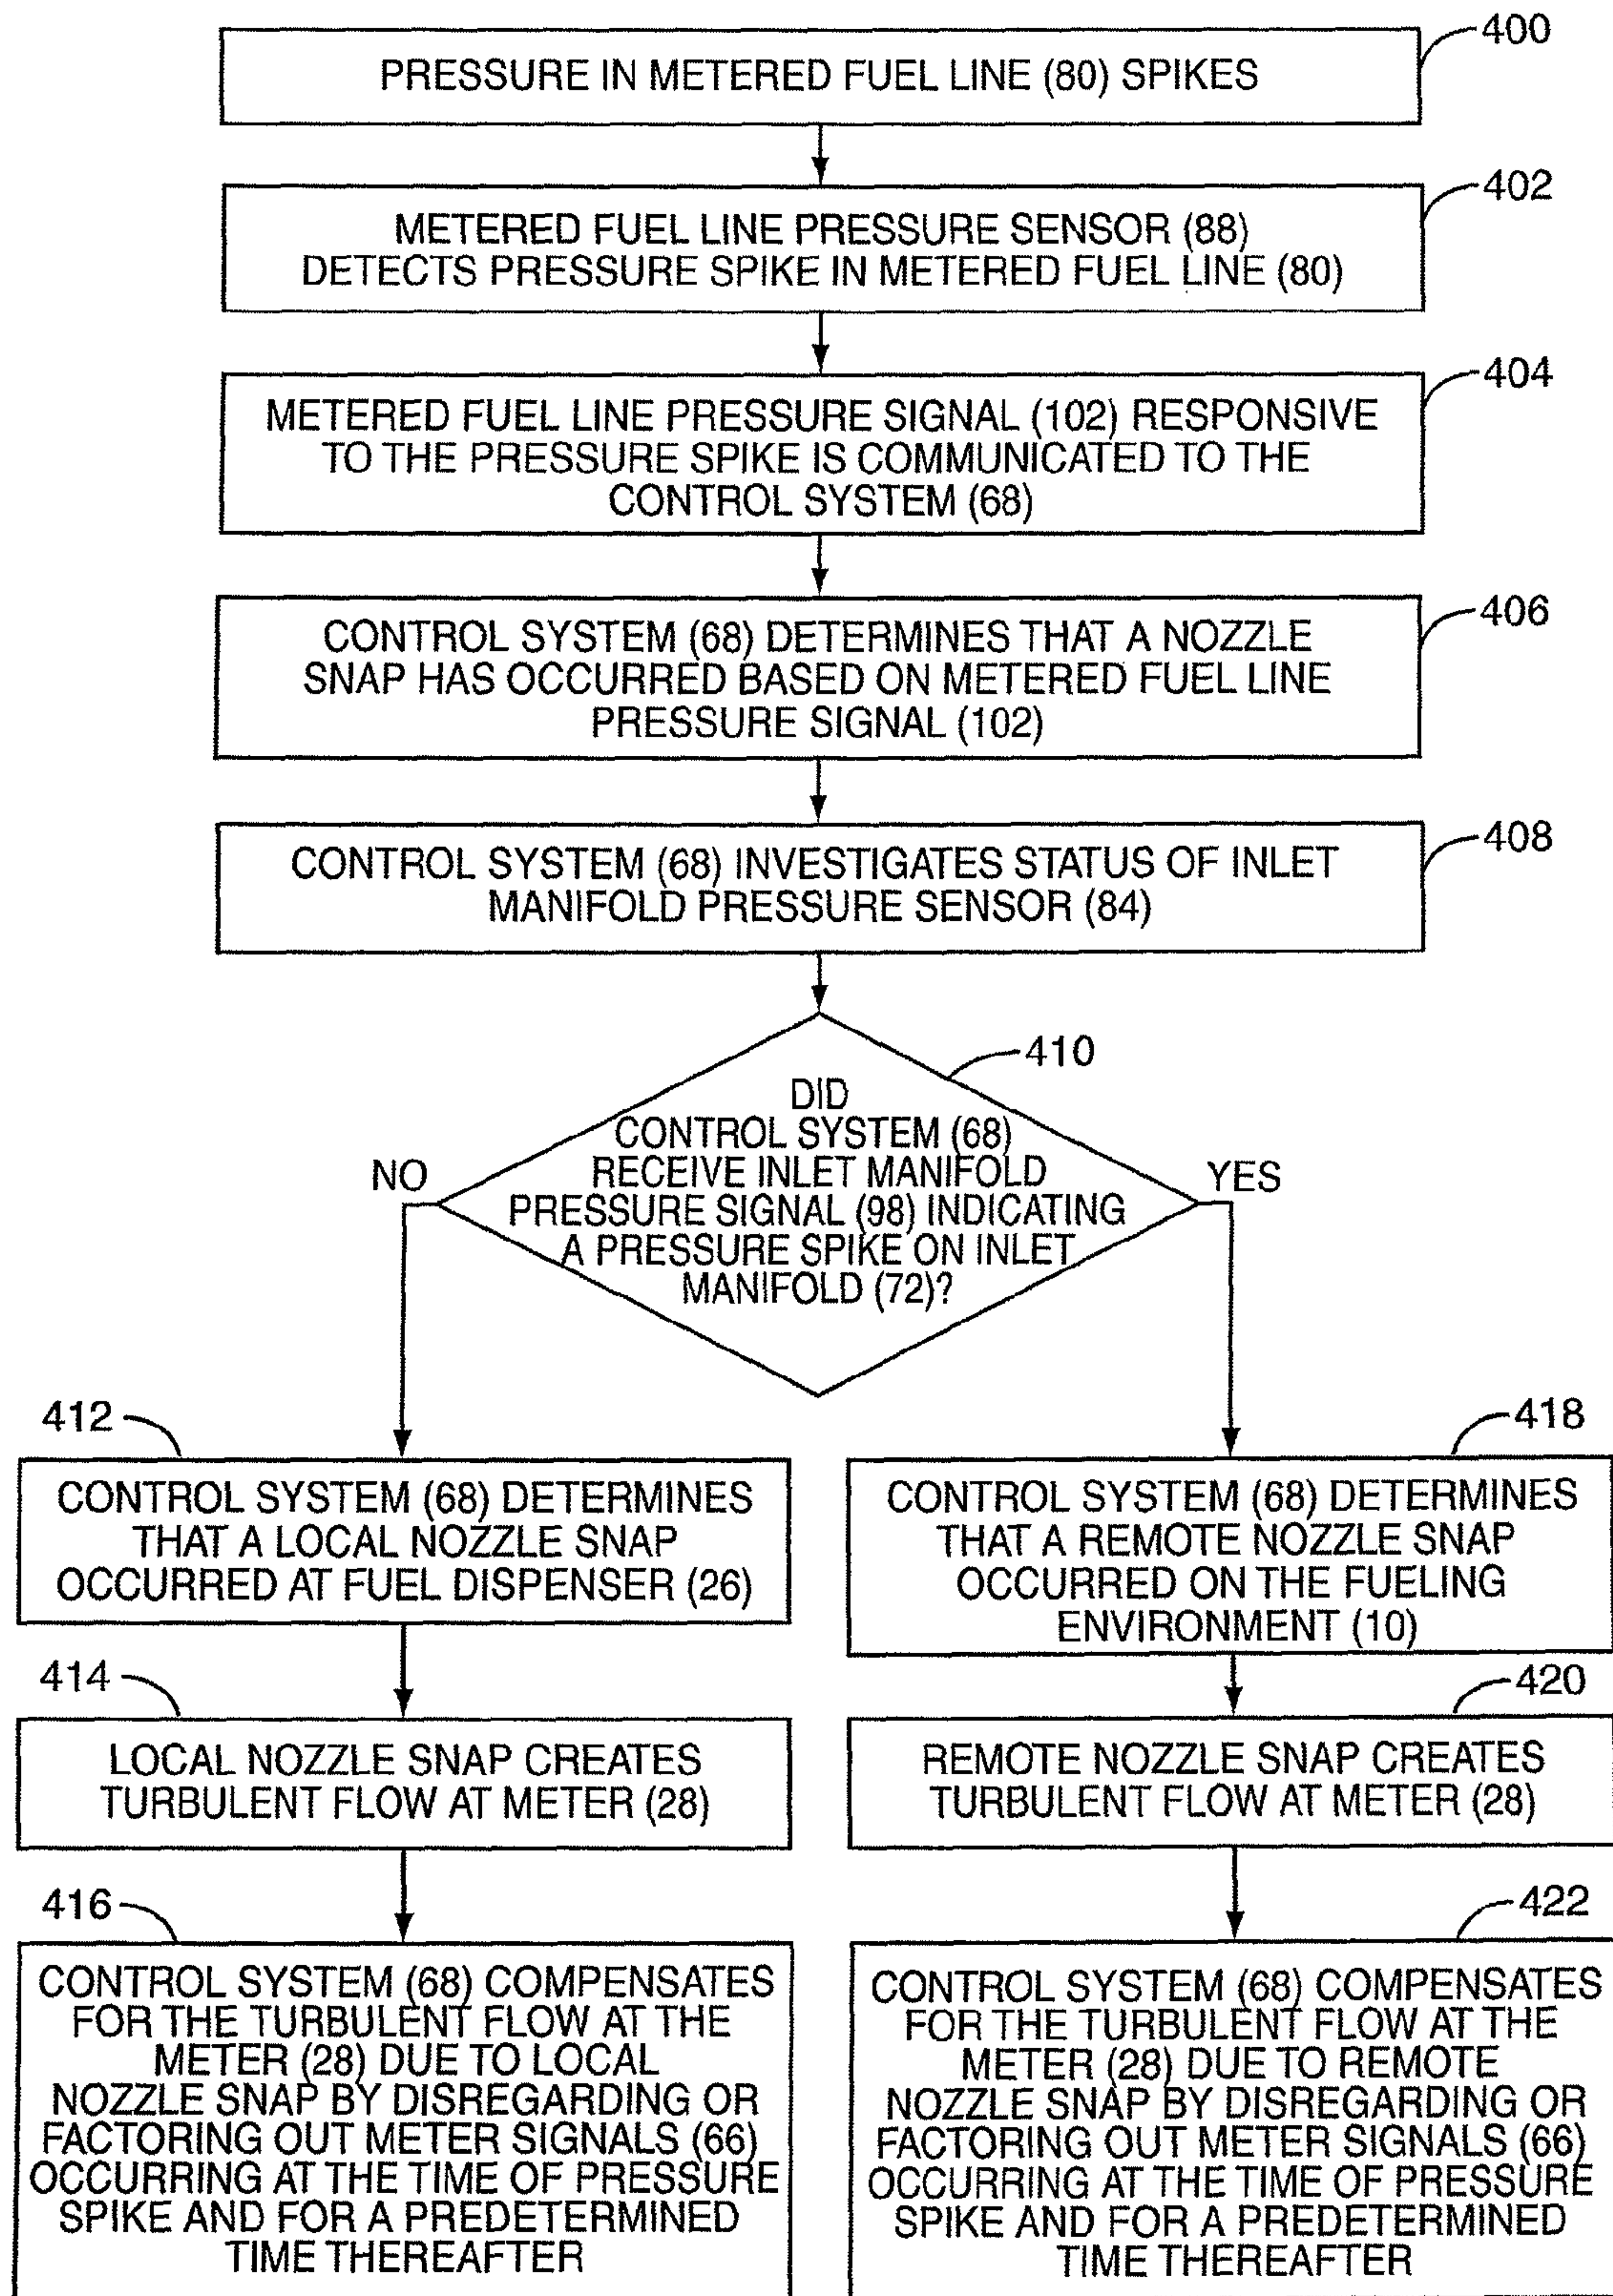 400
PRESSURE IN METERED FUEL LINE (80) SPIKES
402
METERED FUEL LINE PRESSURE SENSOR (88)
DETECTS PRESSURE SPIKE IN METERED FUEL LINE (80)
404
METERED FUEL LINE PRESSURE SIGNAL (102) RESPONSIVE
TO THE PRESSURE SPIKE IS COMMUNICATED TO THE
CONTROL SYSTEM (68)
406
CONTROL SYSTEM (68) DETERMINES THAT A NOZZLE
SNAP HAS OCCURRED BASED ON METERED FUEL LINE
PRESSURE SIGNAL (102)
408
CONTROL SYSTEM (68) INVESTIGATES STATUS OF INLET
MANIFOLD PRESSURE SENSOR (84)
410
DID
CONTROL SYSTEM (68)
RECEIVE INLET MANIFOLD
PRESSURE SIGNAL (98) INDICATING
A PRESSURE SPIKE ON INLET
MANIFOLD (72)?
NO
YES
412
CONTROL SYSTEM (68) DETERMINES
THAT A LOCAL NOZZLE SNAP
OCCURRED AT FUEL DISPENSER (26)
414
LOCAL NOZZLE SNAP CREATES
TURBULENT FLOW AT METER (28)
416
CONTROL SYSTEM (68) COMPENSATES
FOR THE TURBULENT FLOW AT THE
METER (28) DUE TO LOCAL
NOZZLE SNAP BY DISREGARDING OR
FACTORING OUT METER SIGNALS (66)
OCCURRING AT THE TIME OF PRESSURE
SPIKE AND FOR A PREDETERMINED
TIME THEREAFTER
418
CONTROL SYSTEM (68) DETERMINES
THAT A REMOTE NOZZLE SNAP
OCCURRED ON THE FUELING
ENVIRONMENT (10)
420
REMOTE NOZZLE SNAP CREATES
TURBULENT FLOW AT METER (28)
422
CONTROL SYSTEM (68) COMPENSATES
FOR THE TURBULENT FLOW AT THE
METER (28) DUE TO REMOTE
NOZZLE SNAP BY DISREGARDING OR
FACTORING OUT METER SIGNALS (66)
OCCURRING AT THE TIME OF PRESSURE
SPIKE AND FOR A PREDETERMINED
TIME THEREAFTER